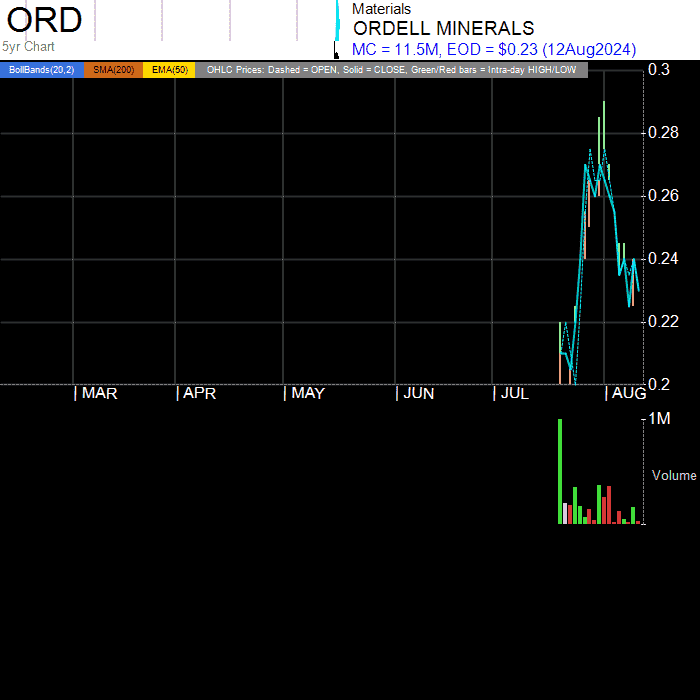 ORD
5yr Chart
Materials
ORDELL MINERALS
MC = 11.5M, EOD = $0.23 (12Aug2024)
BollBands(20,2) SMA(200) EMA(50) OHLC Prices: Dashed = OPEN, Solid = CLOSE, Green/Red bars = Intra-day HIGH/LOW
0.3
0.28
0.26
0.24
0.22
0.2
MAR APR MAY JUN JUL AUG
1M
Volume